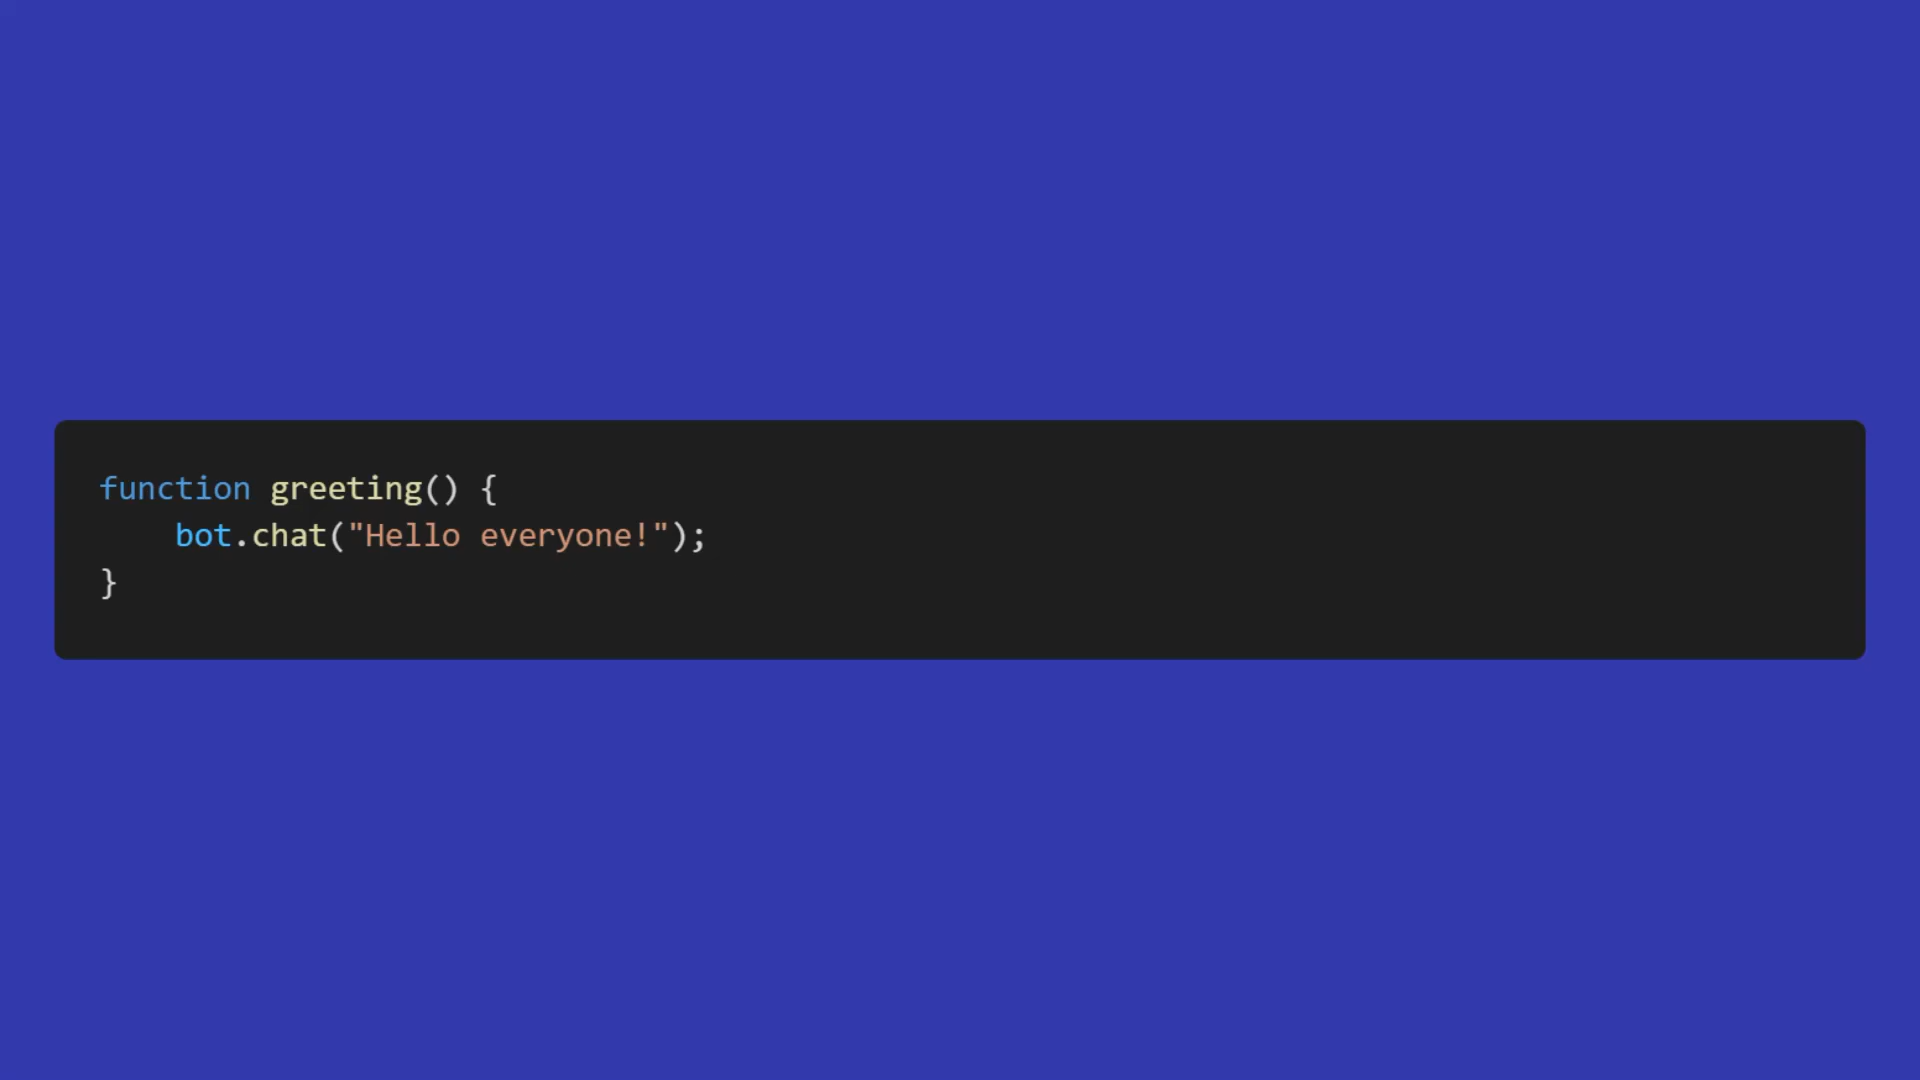 function greeting() {
    bot.chat("Hello everyone!");
}